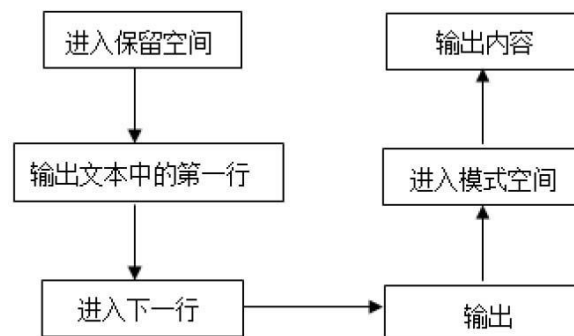 进入保留空间
输出文本中的第一行
进入下一行
输出
进入模式空间
输出内容